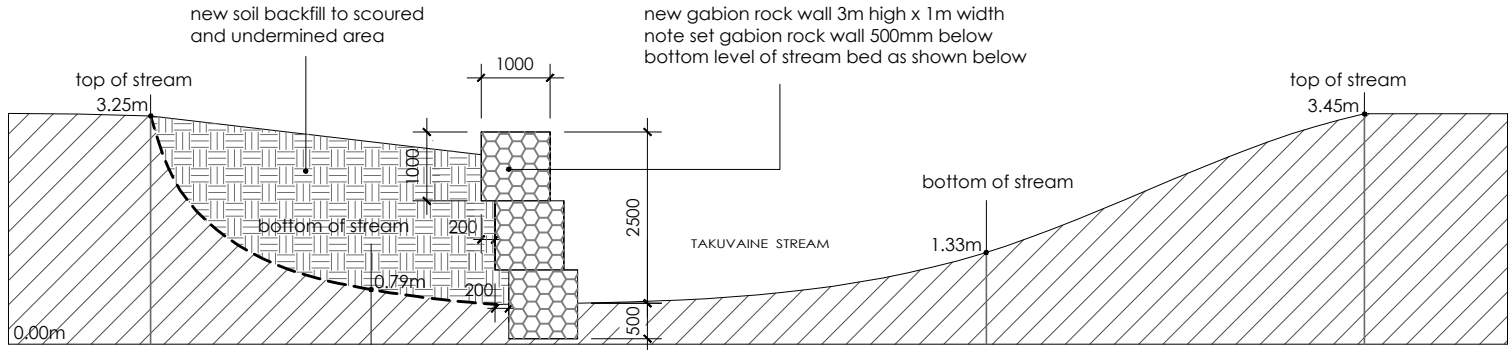 new soil backfill to scoured
and undermined area
new gabion rock wall 3m high x 1m width
note set gabion rock wall 500mm below
bottom level of stream bed as shown below
1000
top of stream
3.25m
top of stream
3.45m
1000
bottom of stream
bottom of stream
200
2500
TAKUVAINE STREAM
1.33m
0.79m
200
500
0.00m